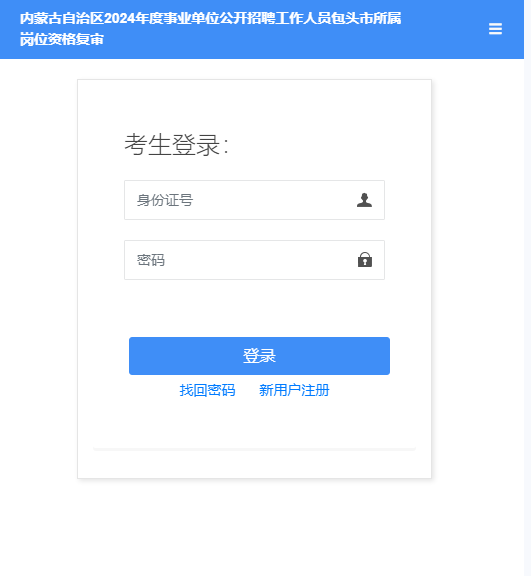 内蒙古自治区2024年度事业单位公开招聘工作人员包头市所属
岗位资格复审
考生登录：
身份证号
密码
登录
找回密码 新用户注册